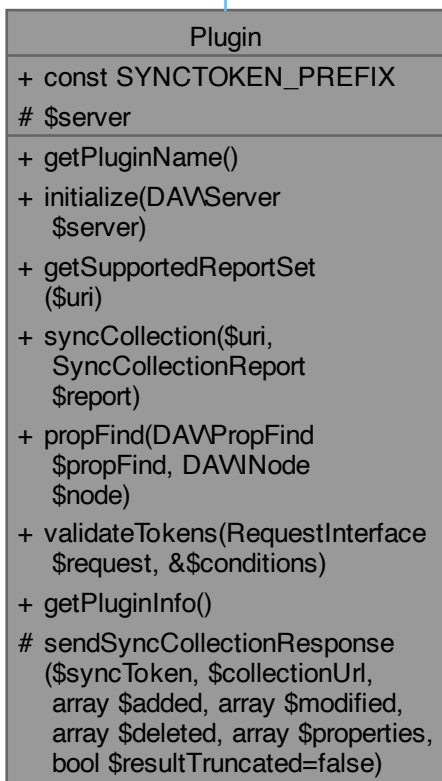 Plugin
+ const SYNCTOKEN_PREFIX
# $server
+ getPluginName()
+ initialize(DAV\\Server
$server)
+ getSupportedReportSet
($uri)
+ syncCollection($uri,
SyncCollectionReport
$report)
+ propFind(DAV\\PropFind
$propFind, DAV\\INode
$node)
+ validateTokens(RequestInterface
$request, &$conditions)
+ getPluginInfo()
# sendSyncCollectionResponse
($syncToken, $collectionUrl,
array $added, array $modified,
array $deleted, array $properties,
bool $resultTruncated=false)